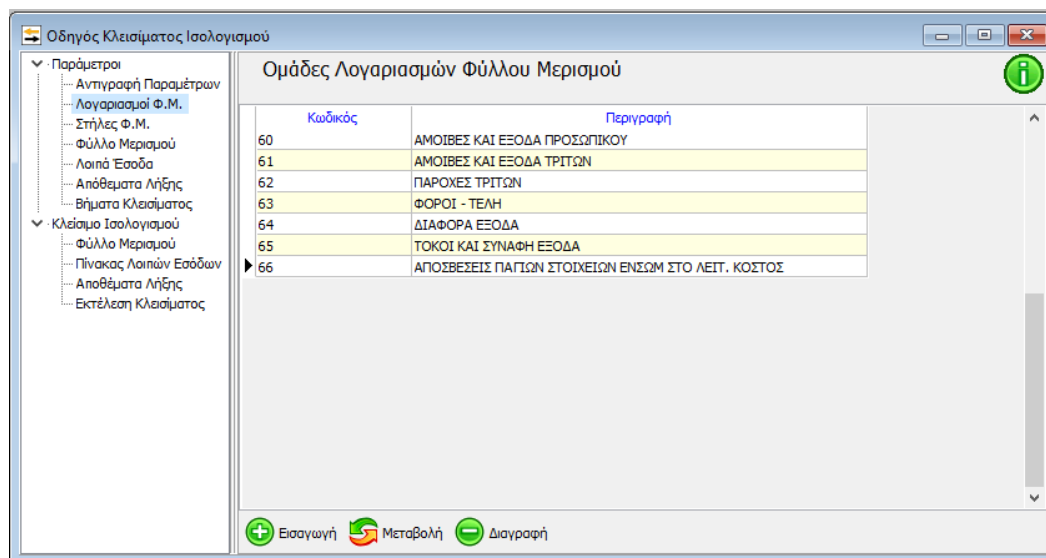 Οδηγός Κλεισίματος Ισολογισμού
Παράμετροι
Αντιγραφή Παραμέτρων
Λογαριασμοί Φ.Μ.
Στήλες Φ.Μ.
Φύλλο Μερισμού
Λοιπά Έσοδα
Απόθεματα Λήξης
Βήματα Κλεισίματος
Κλείσιμο Ισολογισμού
Φύλλο Μερισμού
Πίνακας Λοιπών Εσόδων
Αποθέματα Λήξης
Εκτέλεση Κλεισίματος
Ομάδες Λογαριασμών Φύλλου Μερισμού
Κωδικός Περιγραφή
60 ΑΜΟΙΒΕΣ ΚΑΙ ΕΞΟΔΑ ΠΡΟΣΩΠΙΚΟΥ
61 ΑΜΟΙΒΕΣ ΚΑΙ ΕΞΟΔΑ ΤΡΙΤΩΝ
62 ΠΑΡΟΧΕΣ ΤΡΙΤΩΝ
63 ΦΟΡΟΙ - ΤΕΛΗ
64 ΔΙΑΦΟΡΑ ΕΞΟΔΑ
65 ΤΟΚΟΙ ΚΑΙ ΣΥΝΑΦΗ ΕΞΟΔΑ
66 ΑΠΟΣΒΕΣΕΙΣ ΠΑΓΙΩΝ ΣΤΟΙΧΕΙΩΝ ΕΝΣΩΜ ΣΤΟ ΛΕΙΤ. ΚΟΣΤΟΣ
Εισαγωγή Μεταβολή Διαγραφή